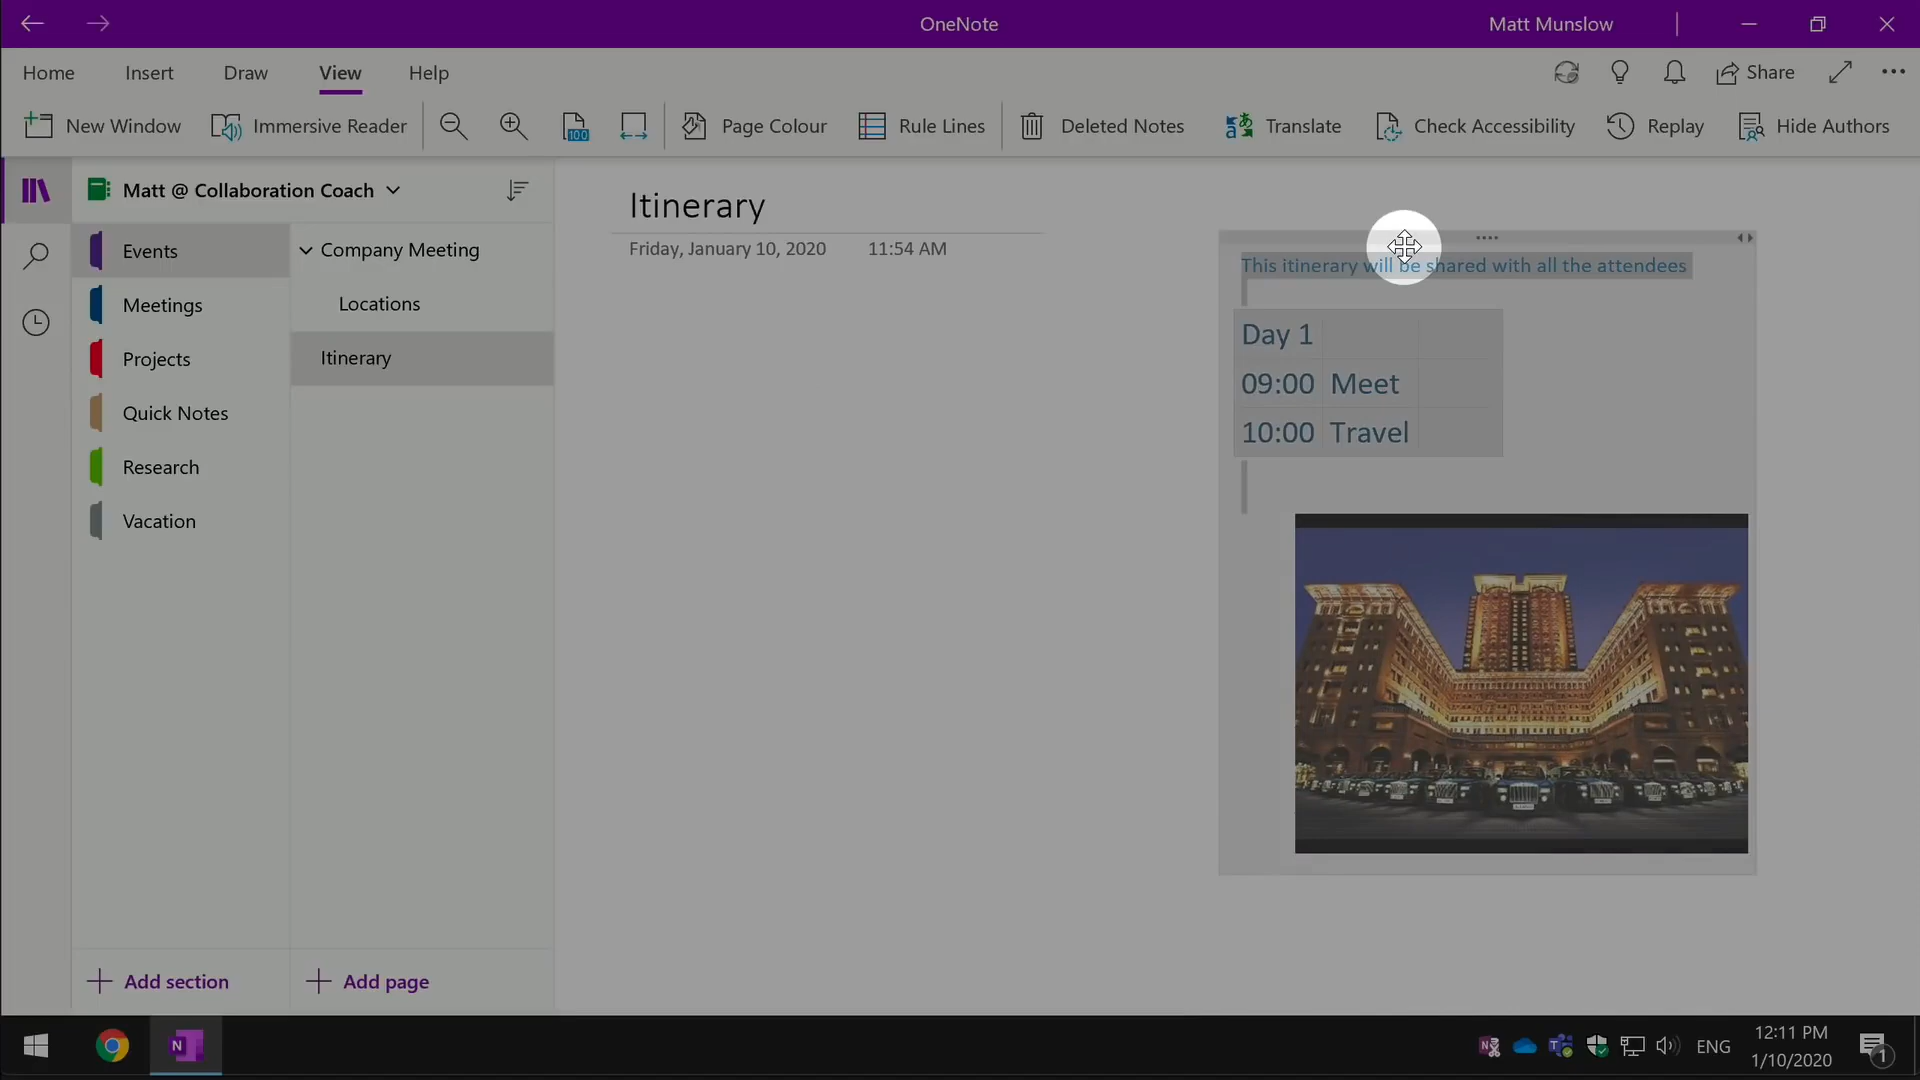 OneNote
Matt Munslow
Home Insert Draw View Help
Share
New Window Immersive Reader 100 Page Colour Rule Lines Deleted Notes Translate Check Accessibility Replay Hide Authors
Matt @ Collaboration Coach
Events
Meetings
Projects
Quick Notes
Research
Vacation
Company Meeting
Locations
Itinerary
Itinerary
Friday, January 10, 2020 11:54 AM
This itinerary will be shared with all the attendees
Day 1
09:00 Meet
10:00 Travel
Add section
Add page
N
N
T
ENG
12:11 PM
1/10/2020
1